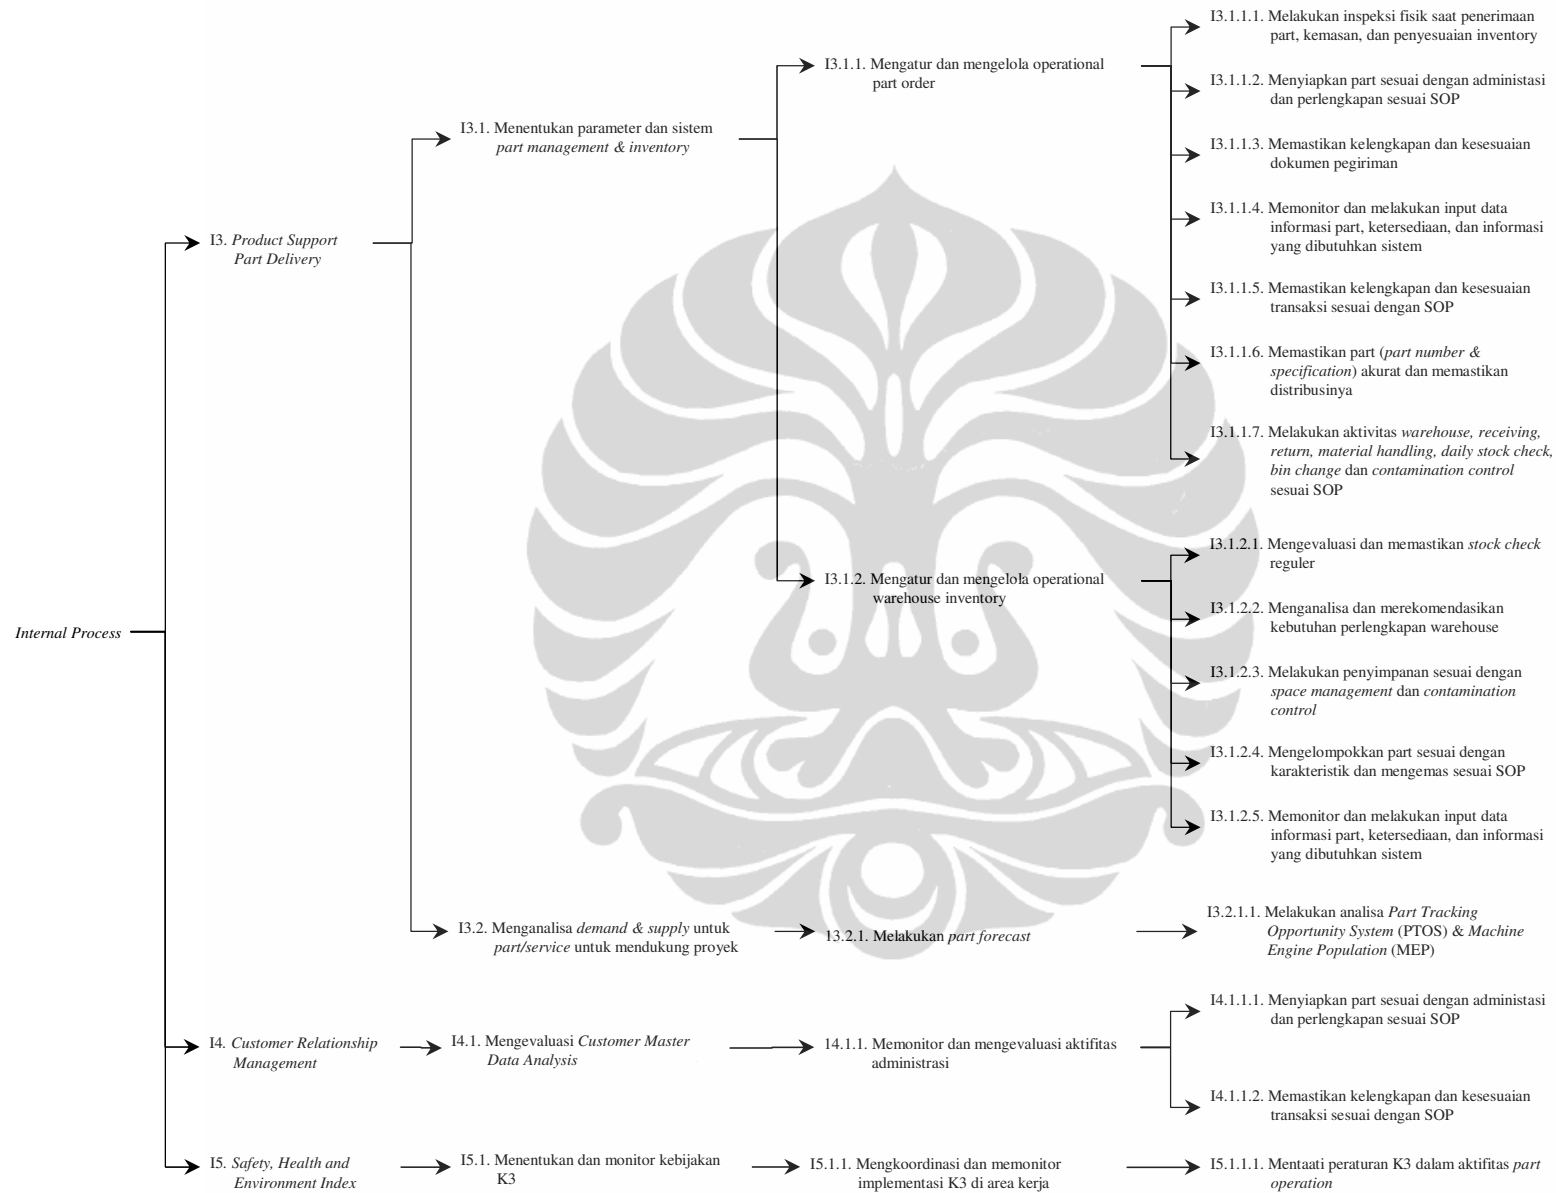 Internal Process
I3. Product Support
Part Delivery
I3.1. Menentukan parameter dan sistem
part management & inventory
I3.1.1. Mengatur dan mengelola operational
part order
I3.1.1.1. Melakukan inspeksi fisik saat penerimaan
part, kemasan, dan penyesuaian inventory
I3.1.1.2. Menyiapkan part sesuai dengan administasi
dan perlengkapan sesuai SOP
I3.1.1.3. Memastikan kelengkapan dan kesesuaian
dokumen pegiriman
I3.1.1.4. Memonitor dan melakukan input data
informasi part, ketersediaan, dan informasi
yang dibutuhkan sistem
I3.1.1.5. Memastikan kelengkapan dan kesesuaian
transaksi sesuai dengan SOP
I3.1.1.6. Memastikan part (part number &
specification) akurat dan memastikan
distribusinya
I3.1.1.7. Melakukan aktivitas warehouse, receiving,
return, material handling, daily stock check,
bin change dan contamination control
sesuai SOP
I3.1.2. Mengatur dan mengelola operational
warehouse inventory
I3.1.2.1. Mengevaluasi dan memastikan stock check
reguler
I3.1.2.2. Menganalisa dan merekomendasikan
kebutuhan perlengkapan warehouse
I3.1.2.3. Melakukan penyimpanan sesuai dengan
space management dan contamination
control
I3.1.2.4. Mengelompokkan part sesuai dengan
karakteristik dan mengemas sesuai SOP
I3.1.2.5. Memonitor dan melakukan input data
informasi part, ketersediaan, dan informasi
yang dibutuhkan sistem
I3.2. Menganalisa demand & supply untuk
part/service untuk mendukung proyek
13.2.1. Melakukan part forecast
I3.2.1.1. Melakukan analisa Part Tracking
Opportunity System (PTOS) & Machine
Engine Population (MEP)
I4. Customer Relationship
Management
I4.1. Mengevaluasi Customer Master
Data Analysis
14.1.1. Memonitor dan mengevaluasi aktifitas
administrasi
I4.1.1.1. Menyiapkan part sesuai dengan administasi
dan perlengkapan sesuai SOP
I4.1.1.2. Memastikan kelengkapan dan kesesuaian
transaksi sesuai dengan SOP
I5. Safety, Health and
Environment Index
I5.1. Menentukan dan monitor kebijakan
K3
I5.1.1. Mengkoordinasi dan memonitor
implementasi K3 di area kerja
I5.1.1.1. Mentaati peraturan K3 dalam aktifitas part
operation